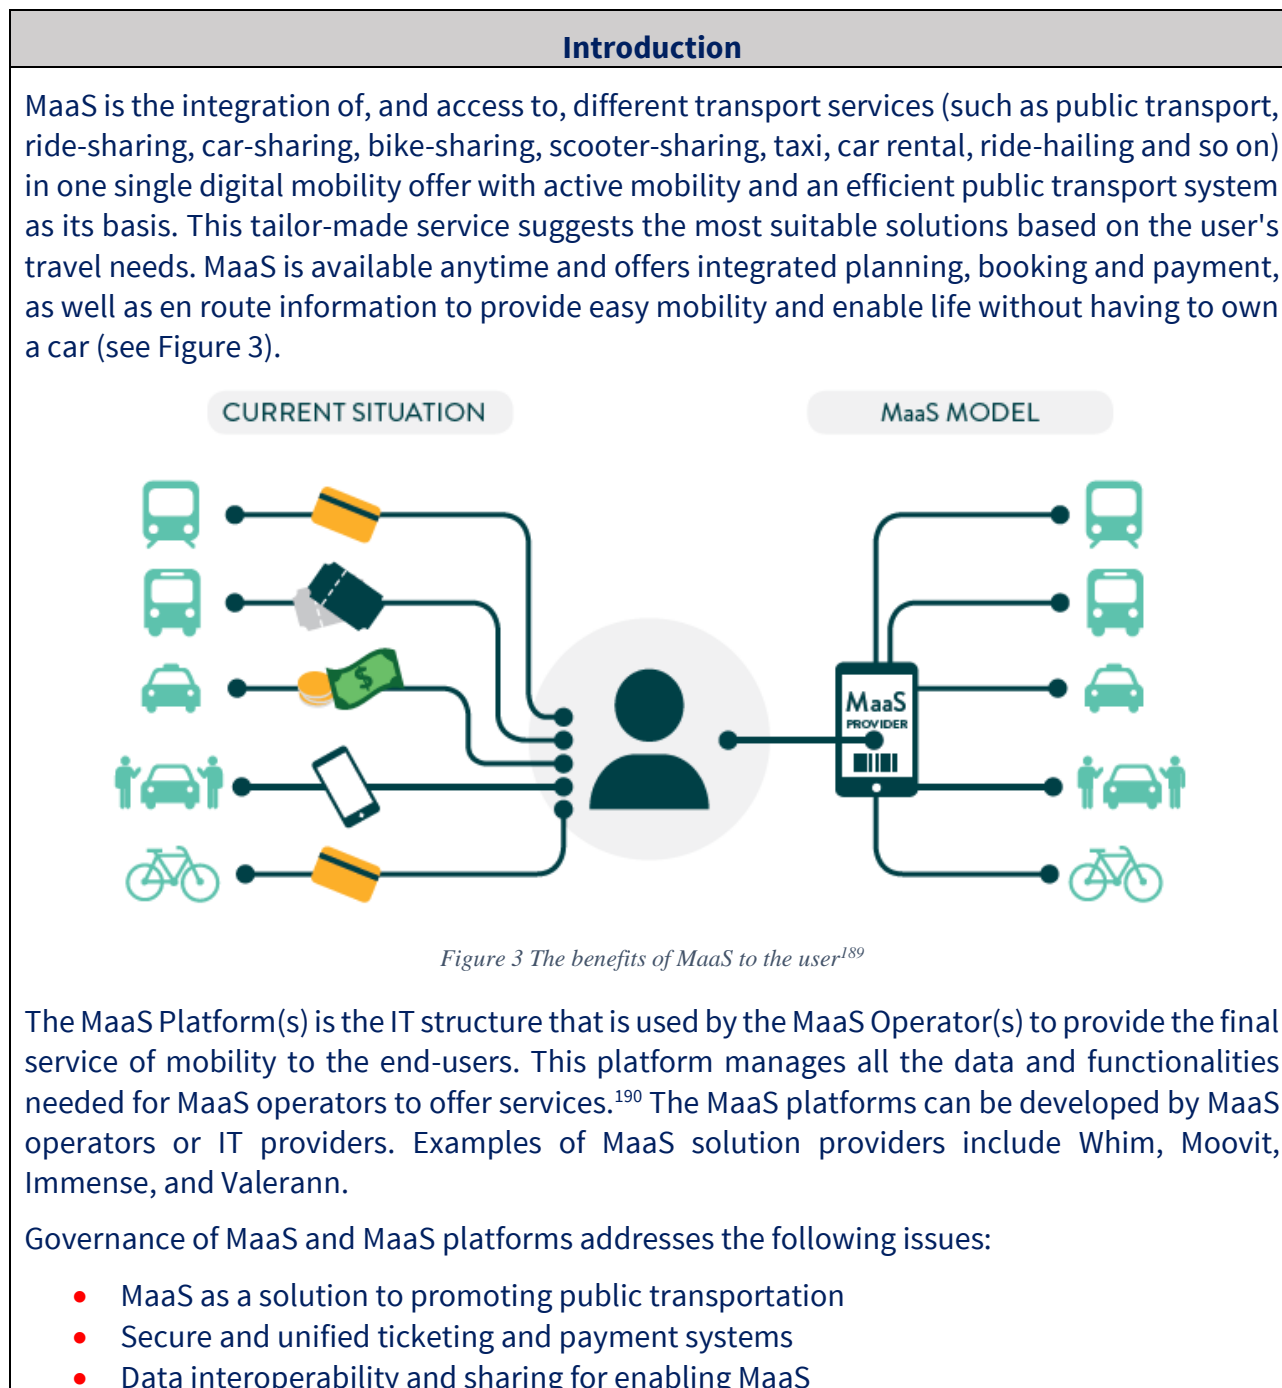 Introduction
MaaS is the integration of, and access to, different transport services (such as public transport,
ride-sharing, car-sharing, bike-sharing, scooter-sharing, taxi, car rental, ride-hailing and so on)
in one single digital mobility offer with active mobility and an efficient public transport system
as its basis. This tailor-made service suggests the most suitable solutions based on the user's
travel needs. MaaS is available anytime and offers integrated planning, booking and payment,
as well as en route information to provide easy mobility and enable life without having to own
a car (see Figure 3).
CURRENT SITUATION
MaaS MODEL
$
MaaS
PROVIDER
Figure 3 The benefits of MaaS to the user189
The MaaS Platform(s) is the IT structure that is used by the MaaS Operator(s) to provide the final
service of mobility to the end-users. This platform manages all the data and functionalities
needed for MaaS operators to offer services.190 The MaaS platforms can be developed by MaaS
operators or IT providers. Examples of MaaS solution providers include Whim, Moovit,
Immense, and Valerann.
Governance of MaaS and MaaS platforms addresses the following issues:
• MaaS as a solution to promoting public transportation
• Secure and unified ticketing and payment systems
• Data interoperability and sharing for enabling MaaS